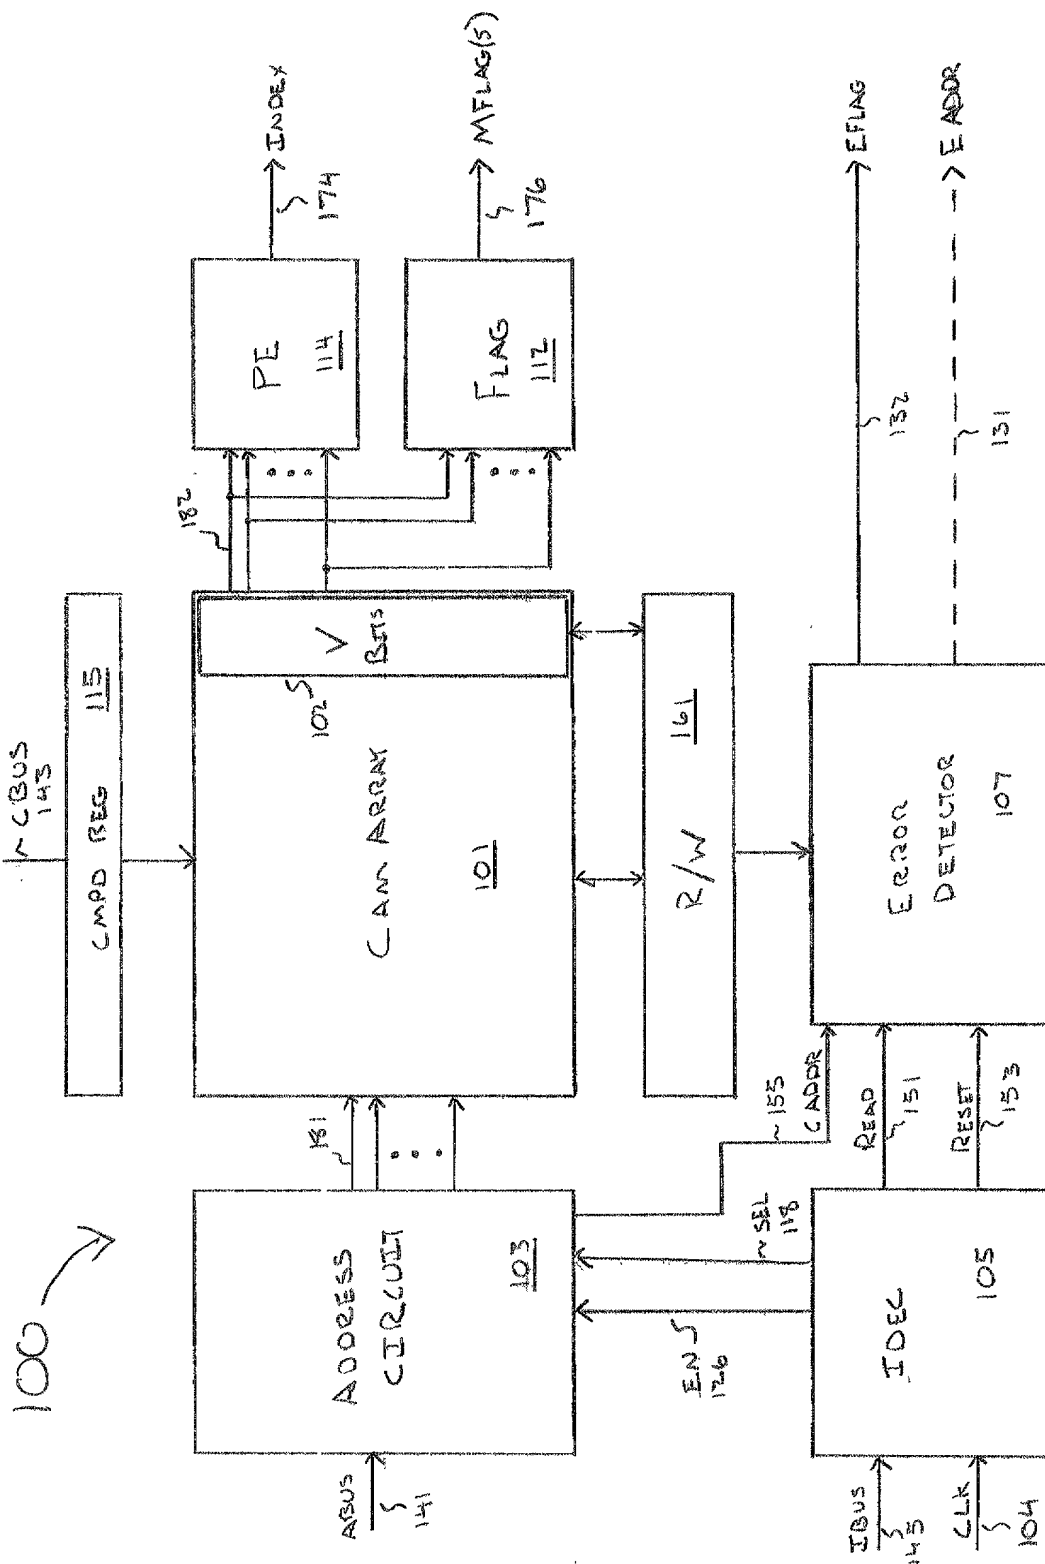 100
~ CBUS
143
CMPD REG 115
ABUS
141
ADDRESS
CIRCUIT
103
181
CAM ARRAY
101
102
V
BITS
182
PE
114
INDEX
174
FLAG
112
MFLAG(S)
176
R/W 161
EN
126
~ SEL
118
~155
CADDR
READ
151
RESET
153
IBUS
145
CLK
104
IDEC
105
ERROR
DETECTOR
107
EFLAG
132
E ADDR
131